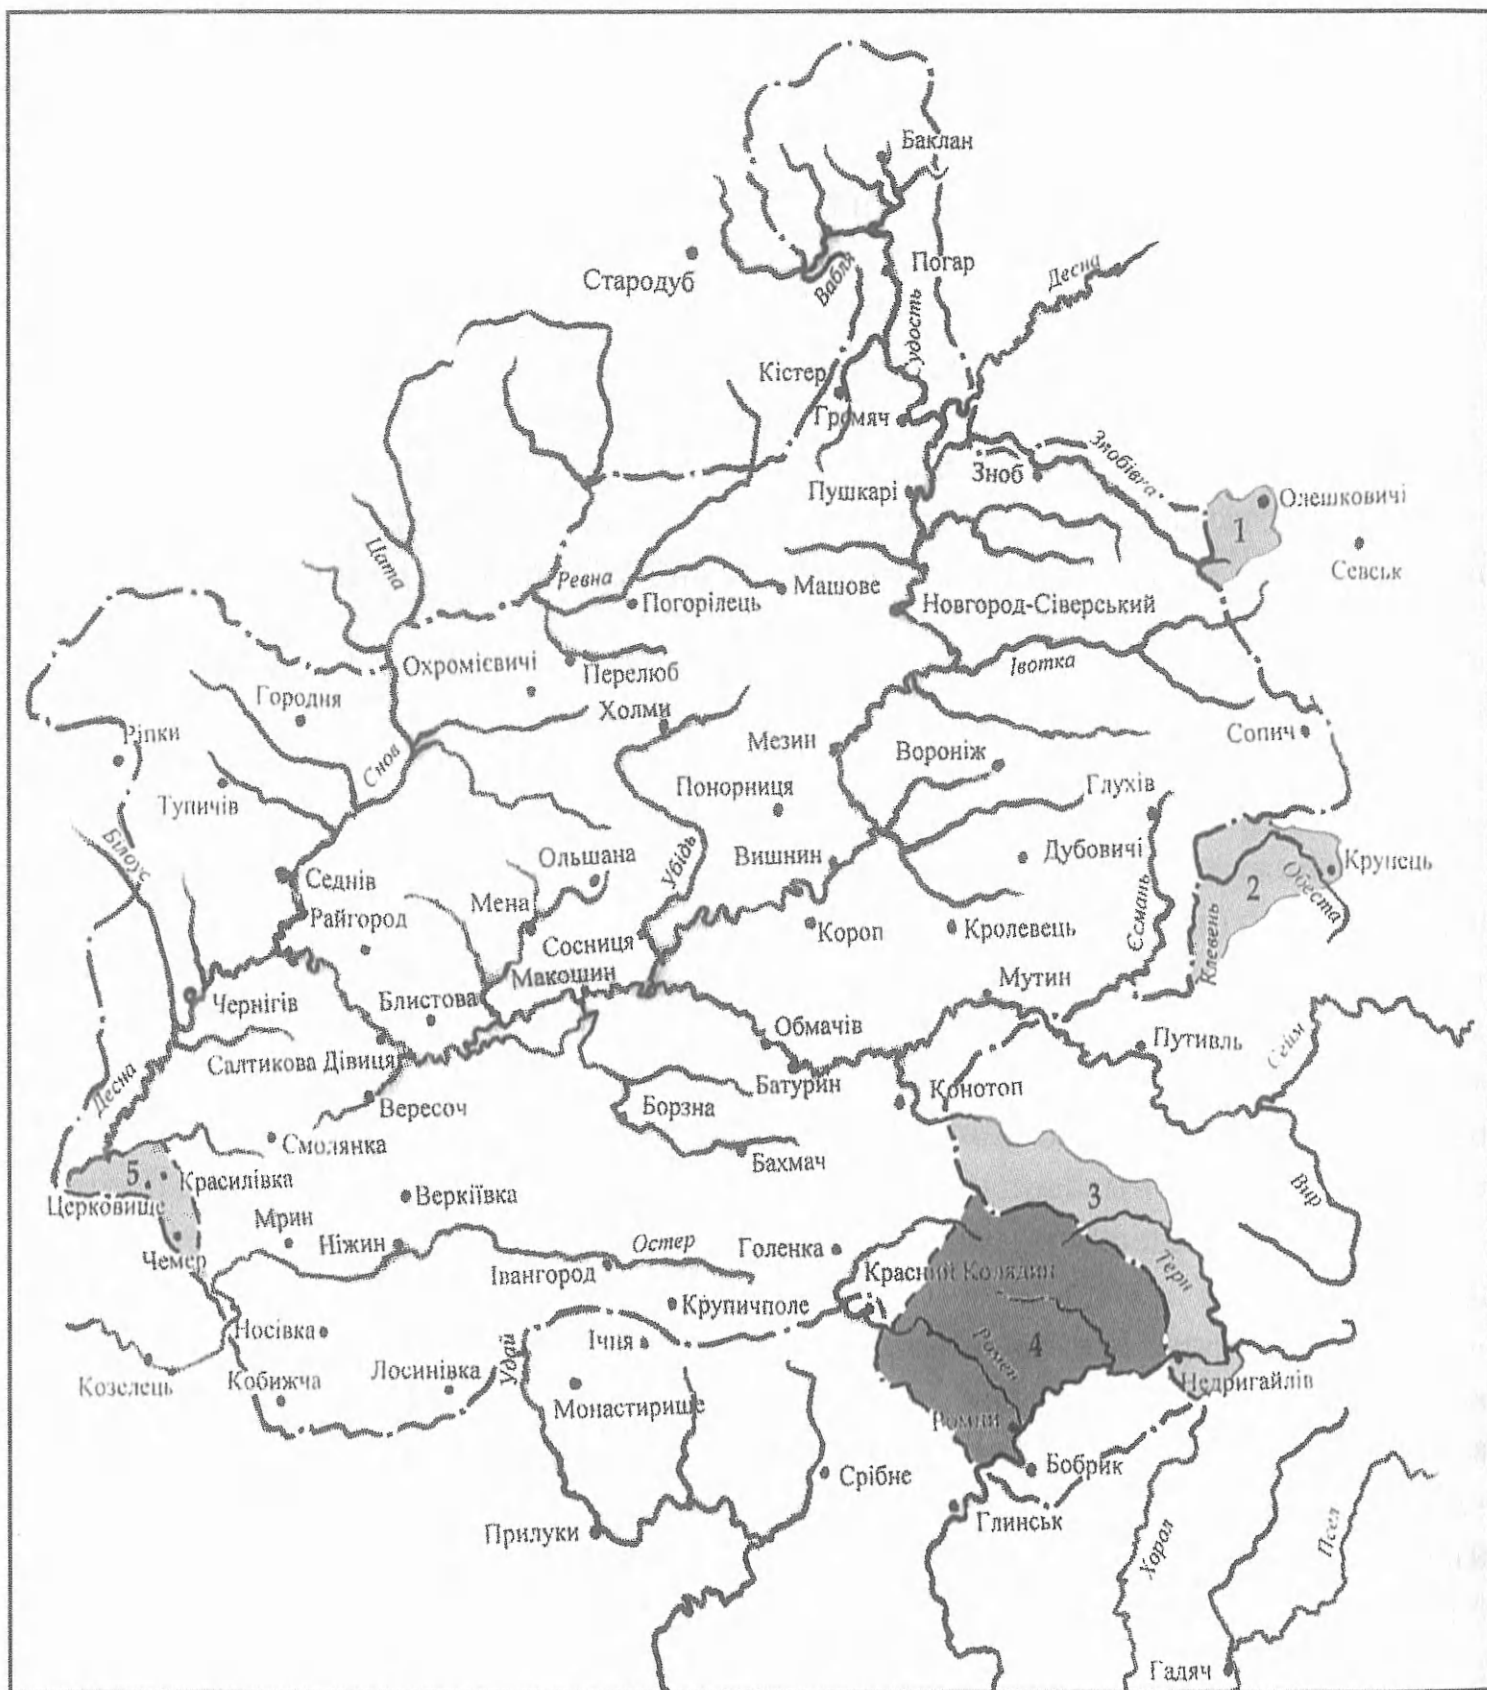 Баклан
Погар
Десна
Стародуб
Вабля
Судость
Кістер
Громяч
Зноб
Знобівка
Пушкарі
Олешковичі
1
Севськ
Цата
Ревна
Погорілець
Машове
Новгород-Сіверський
Охромієвичі
Перелюб
Івотка
Городня
Холми
Ріпки
Снов
Мезин
Вороніж
Сопич
Тупичів
Понорниця
Глухів
Білоус
Убідь
Ольшана
Вишнин
Дубовичі
Крупець
Седнів
Мена
2
Обеста
Райгород
Сосниця
Короп
Кролевець
Єсмань
Клевень
Макошин
Мутин
Чернігів
Блистова
Обмачів
Путивль
Сейм
Салтикова Дівиця
Десна
Батурин
Конотоп
Вересоч
Борзна
Смолянка
Бахмач
5
Красилівка
3
Вир
Церковище
Веркіївка
Мрин
Чемер
Ніжин
Остер
Голенка
Івангород
Красний Колядин
Терн
Крупичполе
Носівка
Ічня
4
Удай
Ромен
Козелець
Кобижча
Лосинівка
Недригайлів
Монастирище
Ромни
Срібне
Бобрик
Прилуки
Глинськ
Хорол
Псел
Гадяч